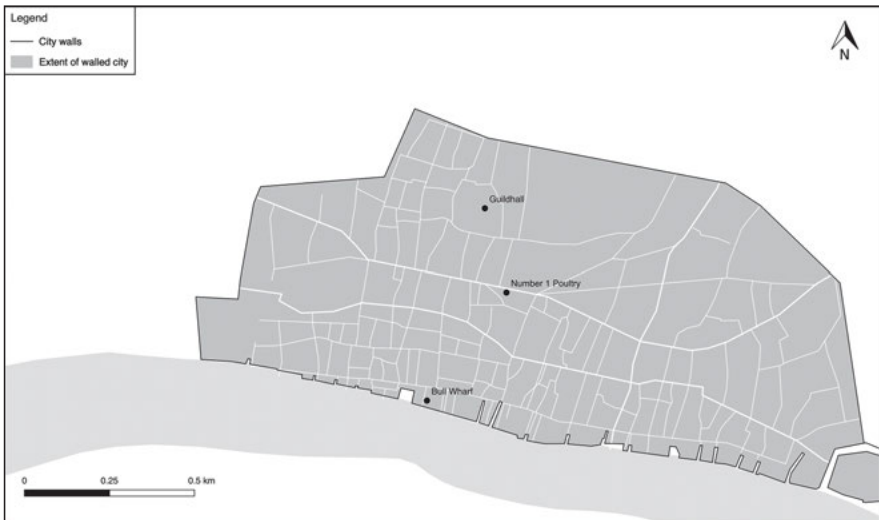 Legend
City walls
Extent of walled city
N
Guildhall
Number 1 Poultry
Bull Wharf
0 0.25 0.5 km